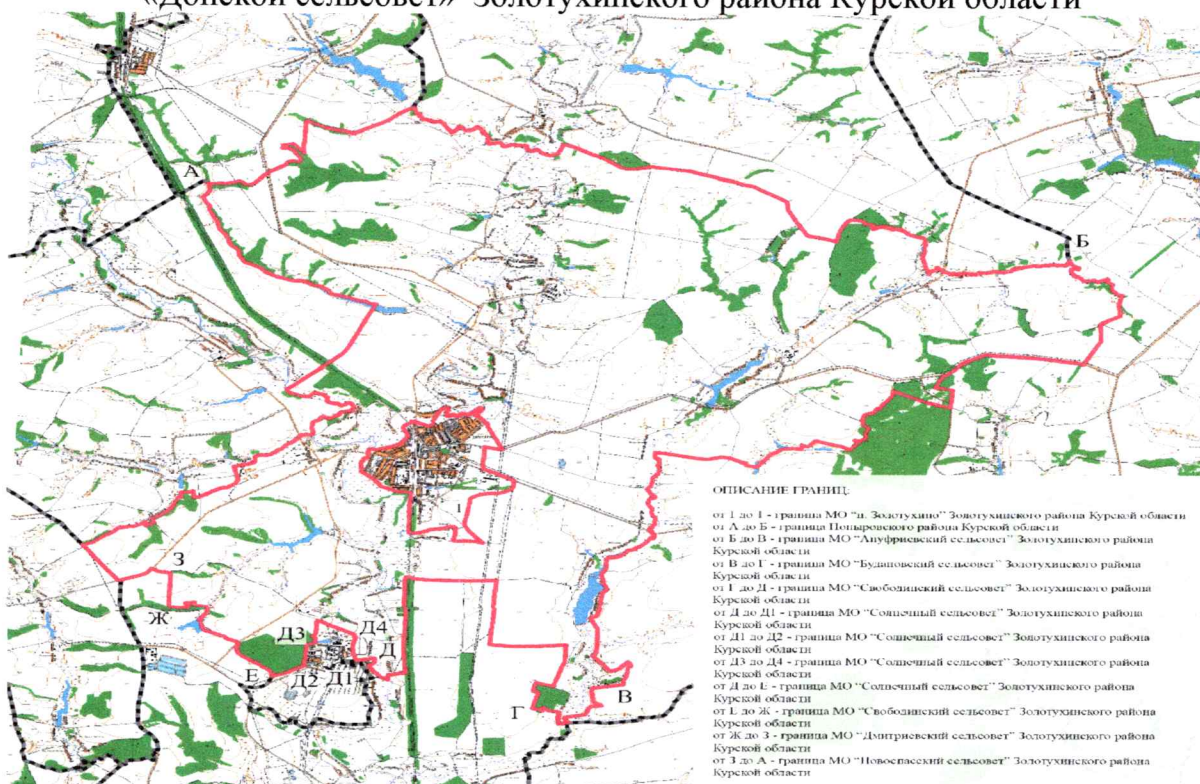 «Донской сельсовет» Золотухинского района Курской области
А
Б
З
Ж
Д3
Д4
Д
Е
Д2
Д1
Г
В
1
ОПИСАНИЕ ГРАНИЦ:
от 1 до 1 - граница МО "п. Золотухино" Золотухинского района Курской области
от А до Б - граница Поныровского района Курской области
от Б до В - граница МО "Ануфриевский сельсовет" Золотухинского района
Курской области
от В до Г - граница МО "Будановский сельсовет" Золотухинского района
Курской области
от Г до Д - граница МО "Свободинский сельсовет" Золотухинского района
Курской области
от Д до Д1 - граница МО "Солнечный сельсовет" Золотухинского района
Курской области
от Д1 до Д2 - граница МО "Солнечный сельсовет" Золотухинского района
Курской области
от Д3 до Д4 - граница МО "Солнечный сельсовет" Золотухинского района
Курской области
от Д до Е - граница МО "Солнечный сельсовет" Золотухинского района
Курской области
от Е до Ж - граница МО "Свободинский сельсовет" Золотухинского района
Курской области
от Ж до З - граница МО "Дмитриевский сельсовет" Золотухинского района
Курской области
от З до А - граница МО "Новоспасский сельсовет" Золотухинского района
Курской области